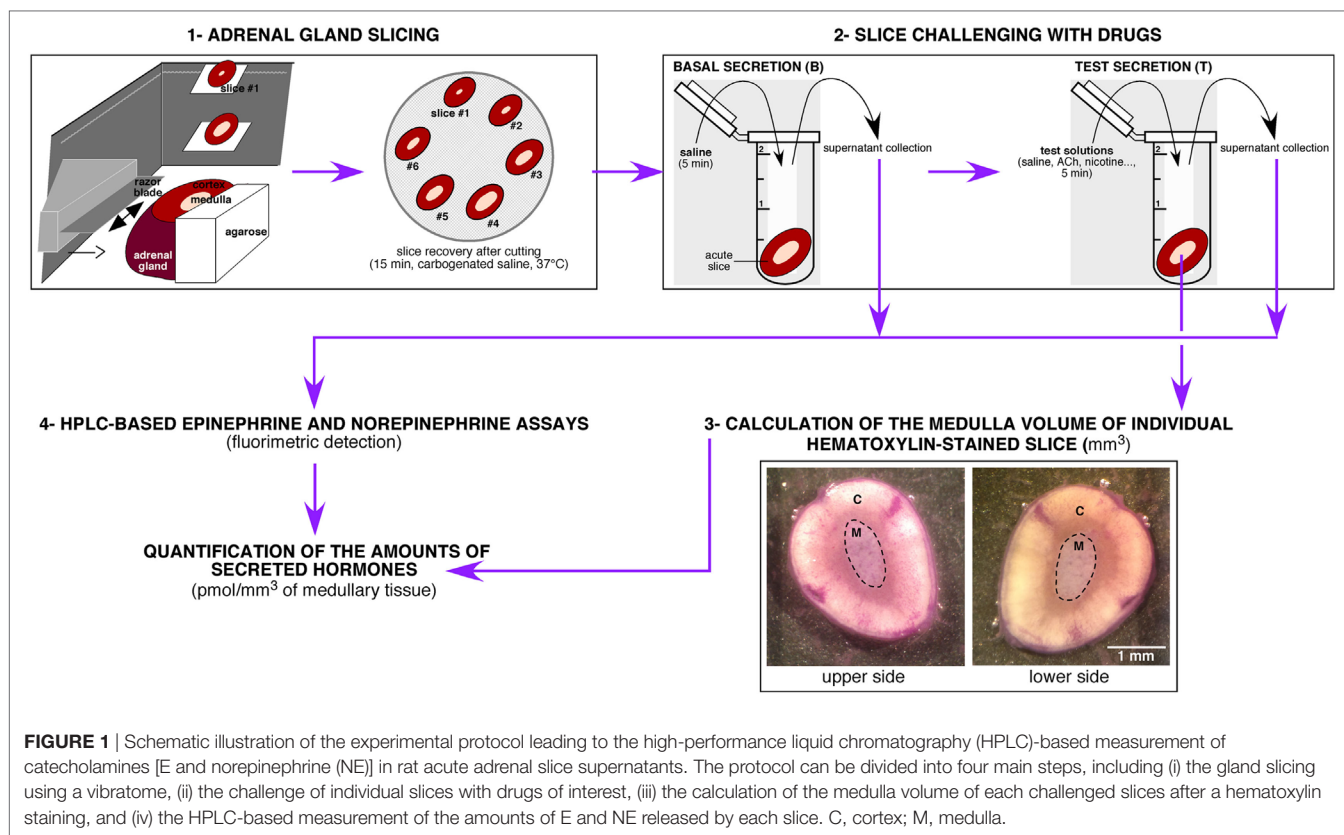 1- ADRENAL GLAND SLICING
slice #1
razor
blade
cortex
medulla
agarose
adrenal
gland
slice #1
#2
#3
#4
#5
#6
slice recovery after cutting
(15 min, carbogenated saline, 37°C)
2- SLICE CHALLENGING WITH DRUGS
BASAL SECRETION (B)
saline
(5 min)
2
1
acute
slice
supernatant collection
TEST SECRETION (T)
test solutions
(saline, ACh, nicotine...,
5 min)
2
1
supernatant collection
4- HPLC-BASED EPINEPHRINE AND NOREPINEPHRINE ASSAYS
(fluorimetric detection)
QUANTIFICATION OF THE AMOUNTS OF
SECRETED HORMONES
(pmol/mm³ of medullary tissue)
3- CALCULATION OF THE MEDULLA VOLUME OF INDIVIDUAL
HEMATOXYLIN-STAINED SLICE (mm³)
C
M
upper side
C
M
1 mm
lower side
FIGURE 1 | Schematic illustration of the experimental protocol leading to the high-performance liquid chromatography (HPLC)-based measurement of
catecholamines [E and norepinephrine (NE)] in rat acute adrenal slice supernatants. The protocol can be divided into four main steps, including (i) the gland slicing
using a vibratome, (ii) the challenge of individual slices with drugs of interest, (iii) the calculation of the medulla volume of each challenged slices after a hematoxylin
staining, and (iv) the HPLC-based measurement of the amounts of E and NE released by each slice. C, cortex; M, medulla.